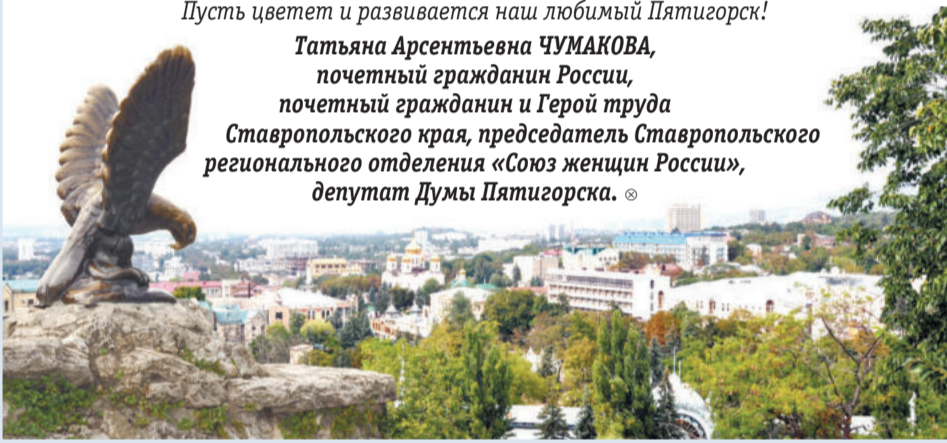 Пусть цветет и развивается наш любимый Пятигорск!
Татьяна Арсентьевна ЧУМАКОВА,
почетный гражданин России,
почетный гражданин и Герой труда
Ставропольского края, председатель Ставропольского
регионального отделения «Союз женщин России»,
депутат Думы Пятигорска. ⊗